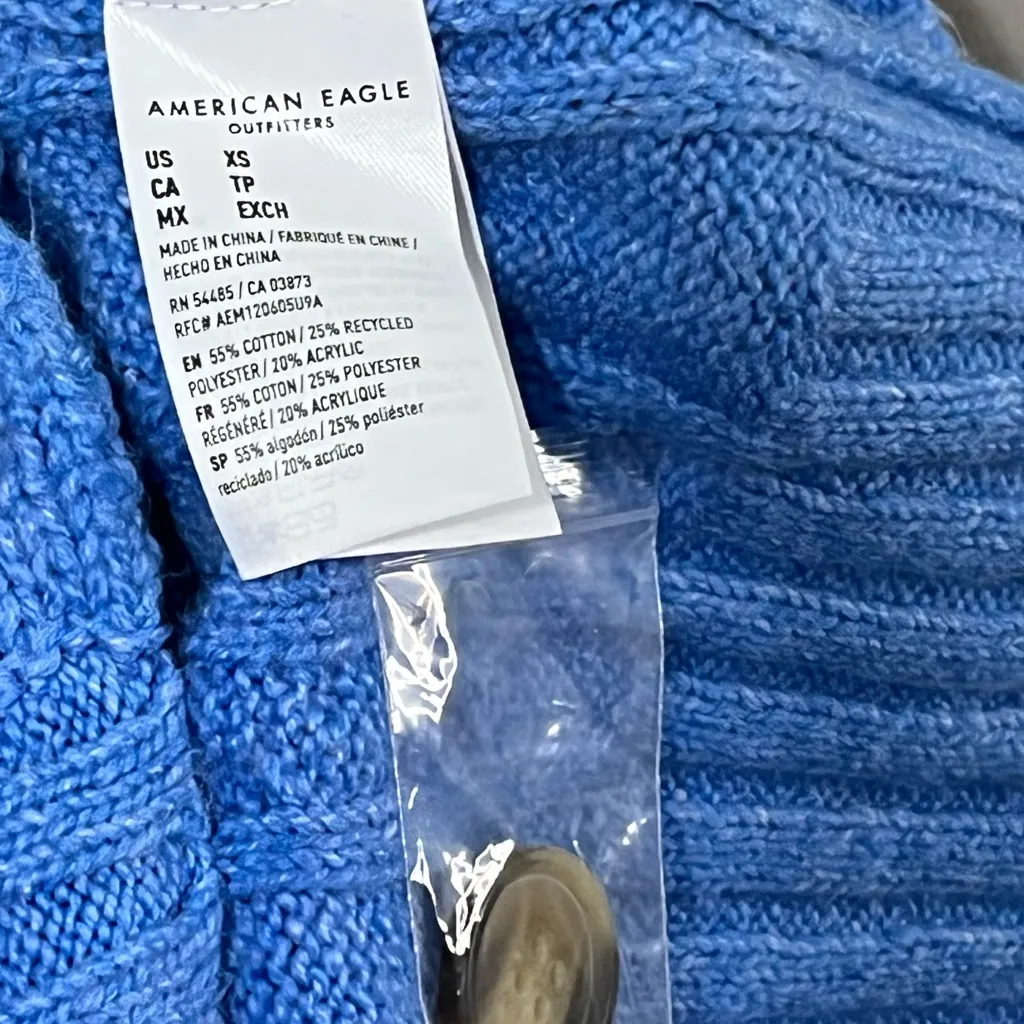 AMERICAN EAGLE
OUTFITTERS
US XS
CA TP
MX EXCH
MADE IN CHINA / FABRIQUÉ EN CHINE /
HECHO EN CHINA
RN 54485 / CA 03873
RFC# AEM120605U9A
EN 55% COTTON / 25% RECYCLED
POLYESTER / 20% ACRYLIC
FR 55% COTON / 25% POLYESTER
RÉGÉNÉRÉ / 20% ACRYLIQUE
SP 55% algodón / 25% poliéster
reciclado / 20% acrílico